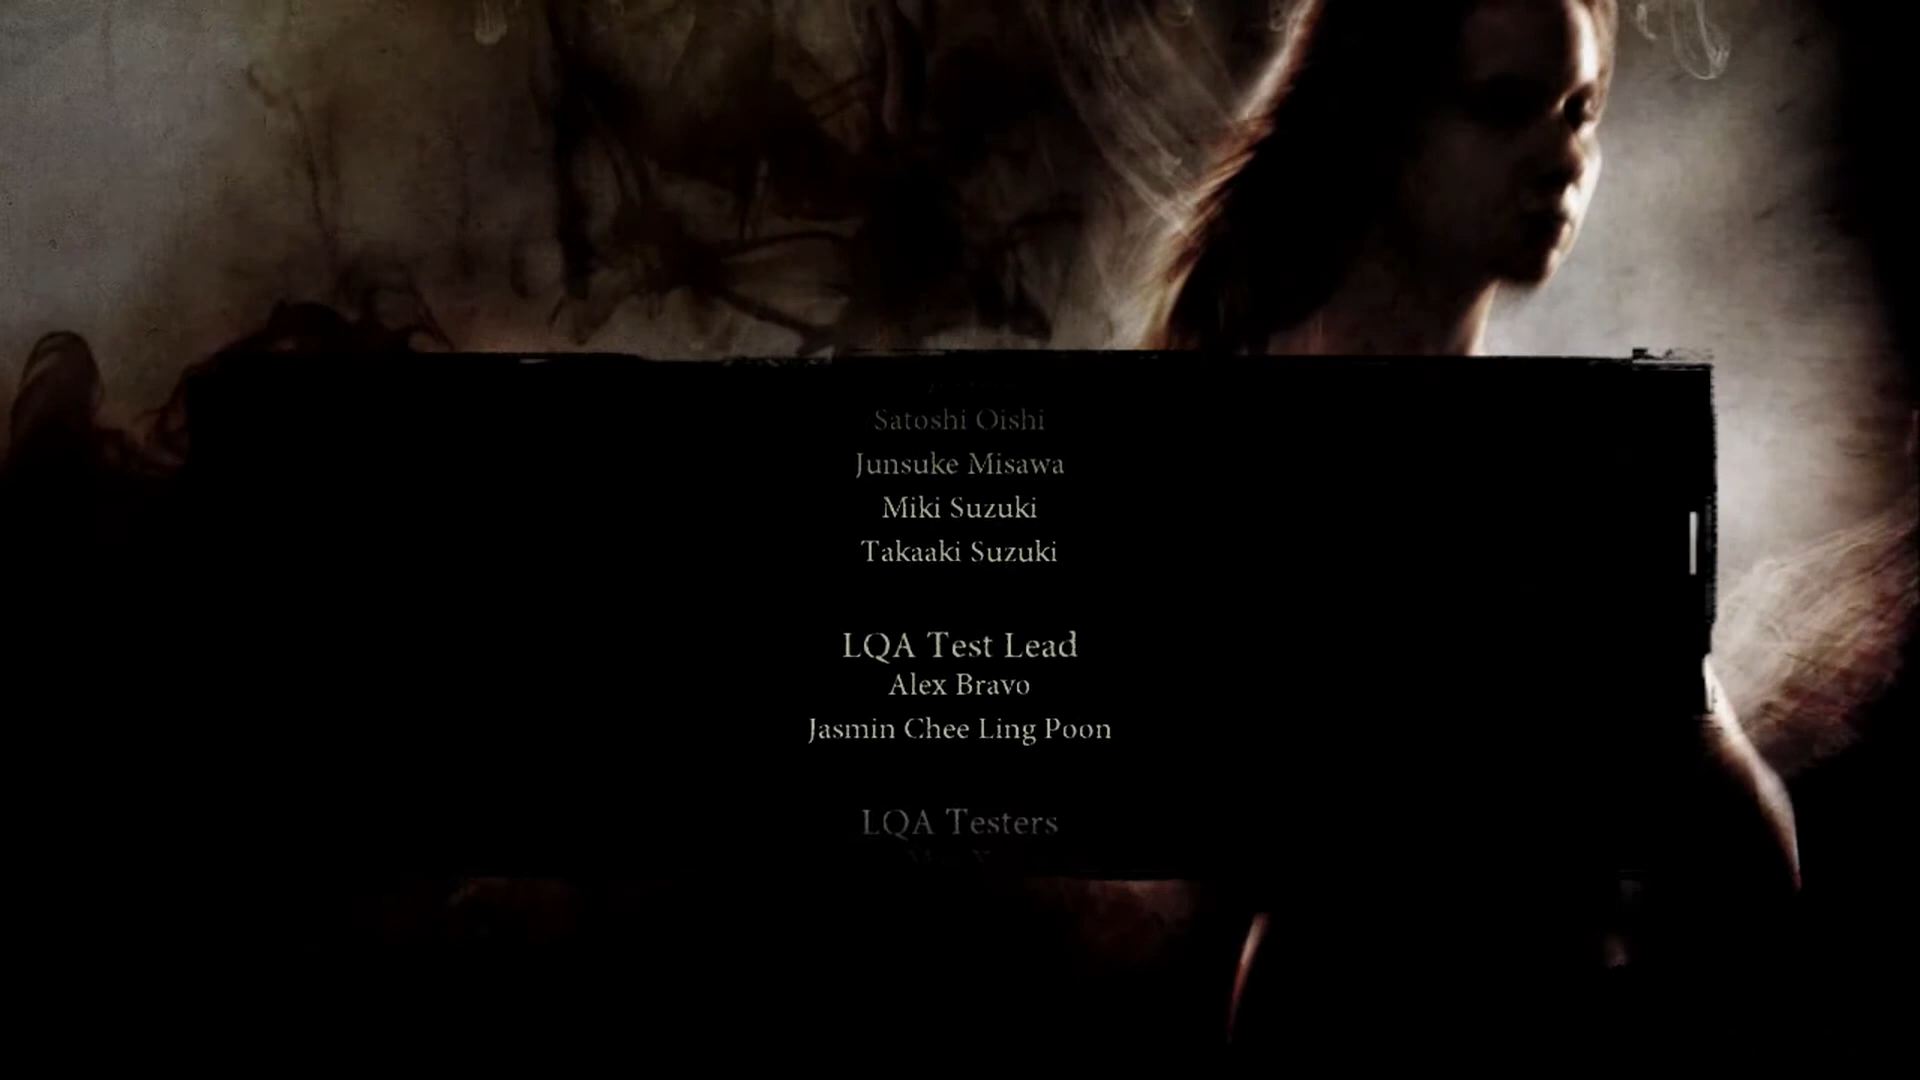 Satoshi Oishi
Junsuke Misawa
Miki Suzuki
Takaaki Suzuki
LQA Test Lead
Alex Bravo
Jasmin Chee Ling Poon
LQA Testers